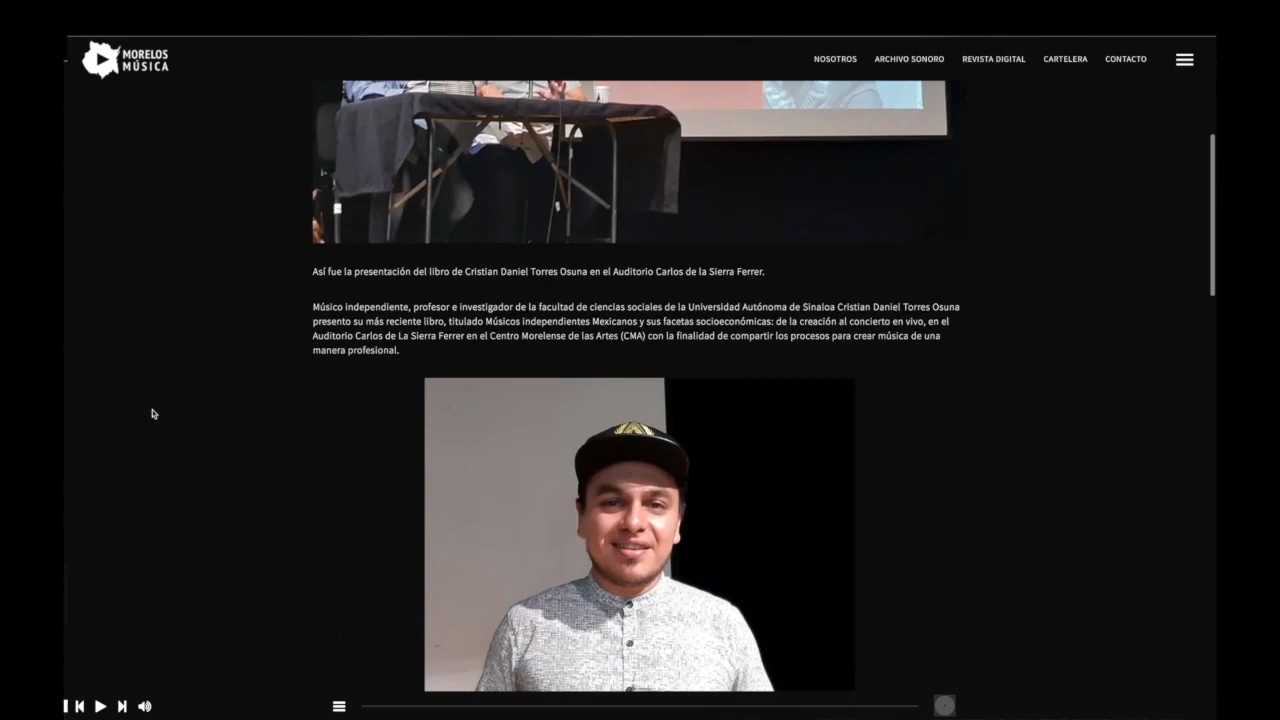 MORELOS
MÚSICA
NOSOTROS ARCHIVO SONORO REVISTA DIGITAL CARTELERA CONTACTO
Así fue la presentación del libro de Cristian Daniel Torres Osuna en el Auditorio Carlos de la Sierra Ferrer.
Músico independiente, profesor e investigador de la facultad de ciencias sociales de la Universidad Autónoma de Sinaloa Cristian Daniel Torres Osuna
presento su más reciente libro, titulado Músicos independientes Mexicanos y sus facetas socioeconómicas: de la creación al concierto en vivo, en el
Auditorio Carlos de La Sierra Ferrer en el Centro Morelense de las Artes (CMA) con la finalidad de compartir los procesos para crear música de una
manera profesional.